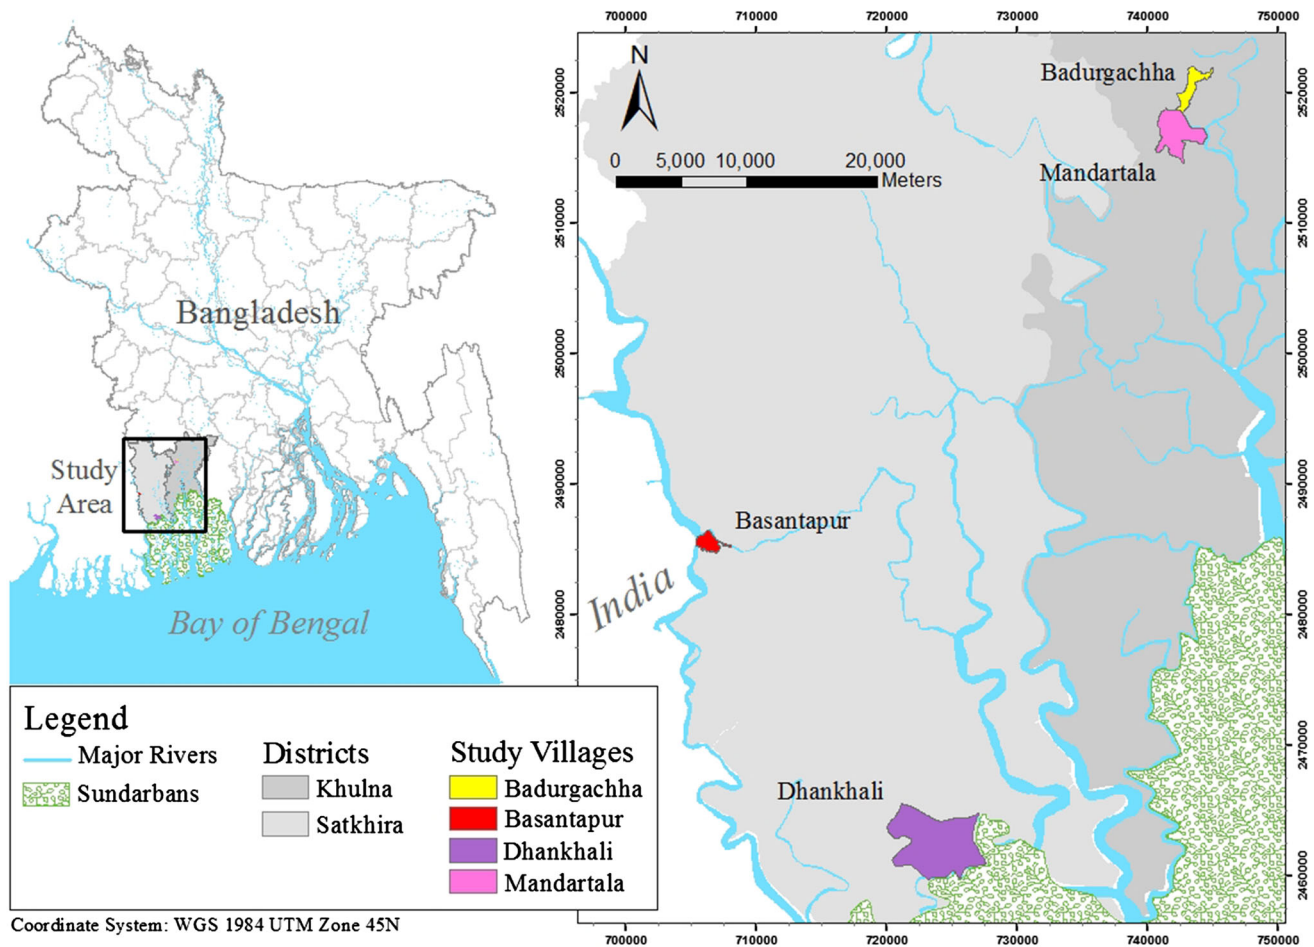 700000 710000 720000 730000 740000 750000
N
0 5,000 10,000 20,000
Meters
Badurgachha
Mandartala
2520000
2510000
2500000
2490000
2480000
2470000
2460000
2520000
2510000
2500000
2490000
2480000
2470000
2460000
Bangladesh
Study
Area
Bay of Bengal
Basantapur
India
Dhankhali
Legend
Major Rivers
Sundarbans
Districts
Khulna
Satkhira
Study Villages
Badurgachha
Basantapur
Dhankhali
Mandartala
Coordinate System: WGS 1984 UTM Zone 45N
700000 710000 720000 730000 740000 750000